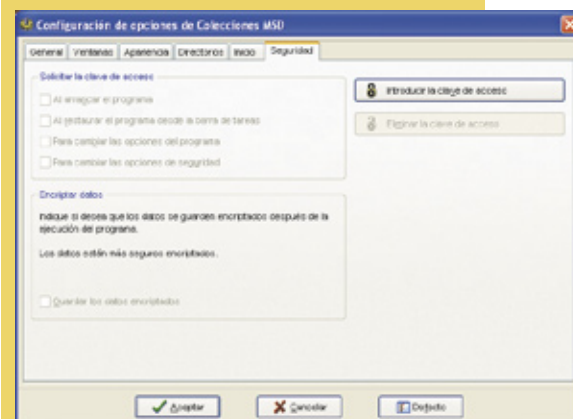 Configuración de opciones de Colecciones MSD
General Ventanas Apariencia Directorios Inicio Seguridad
Solicitar la clave de acceso
Al arrancar el programa
Al restaurar el programa desde la barra de tareas
Para cambiar las opciones del programa
Para cambiar las opciones de seguridad
Introducir la clave de acceso
Eliminar la clave de acceso
Encriptar datos
Indique si desea que los datos se guarden encriptados después de la
ejecución del programa.
Los datos están más seguros encriptados.
Guardar los datos encriptados
Aceptar Cancelar Defecto